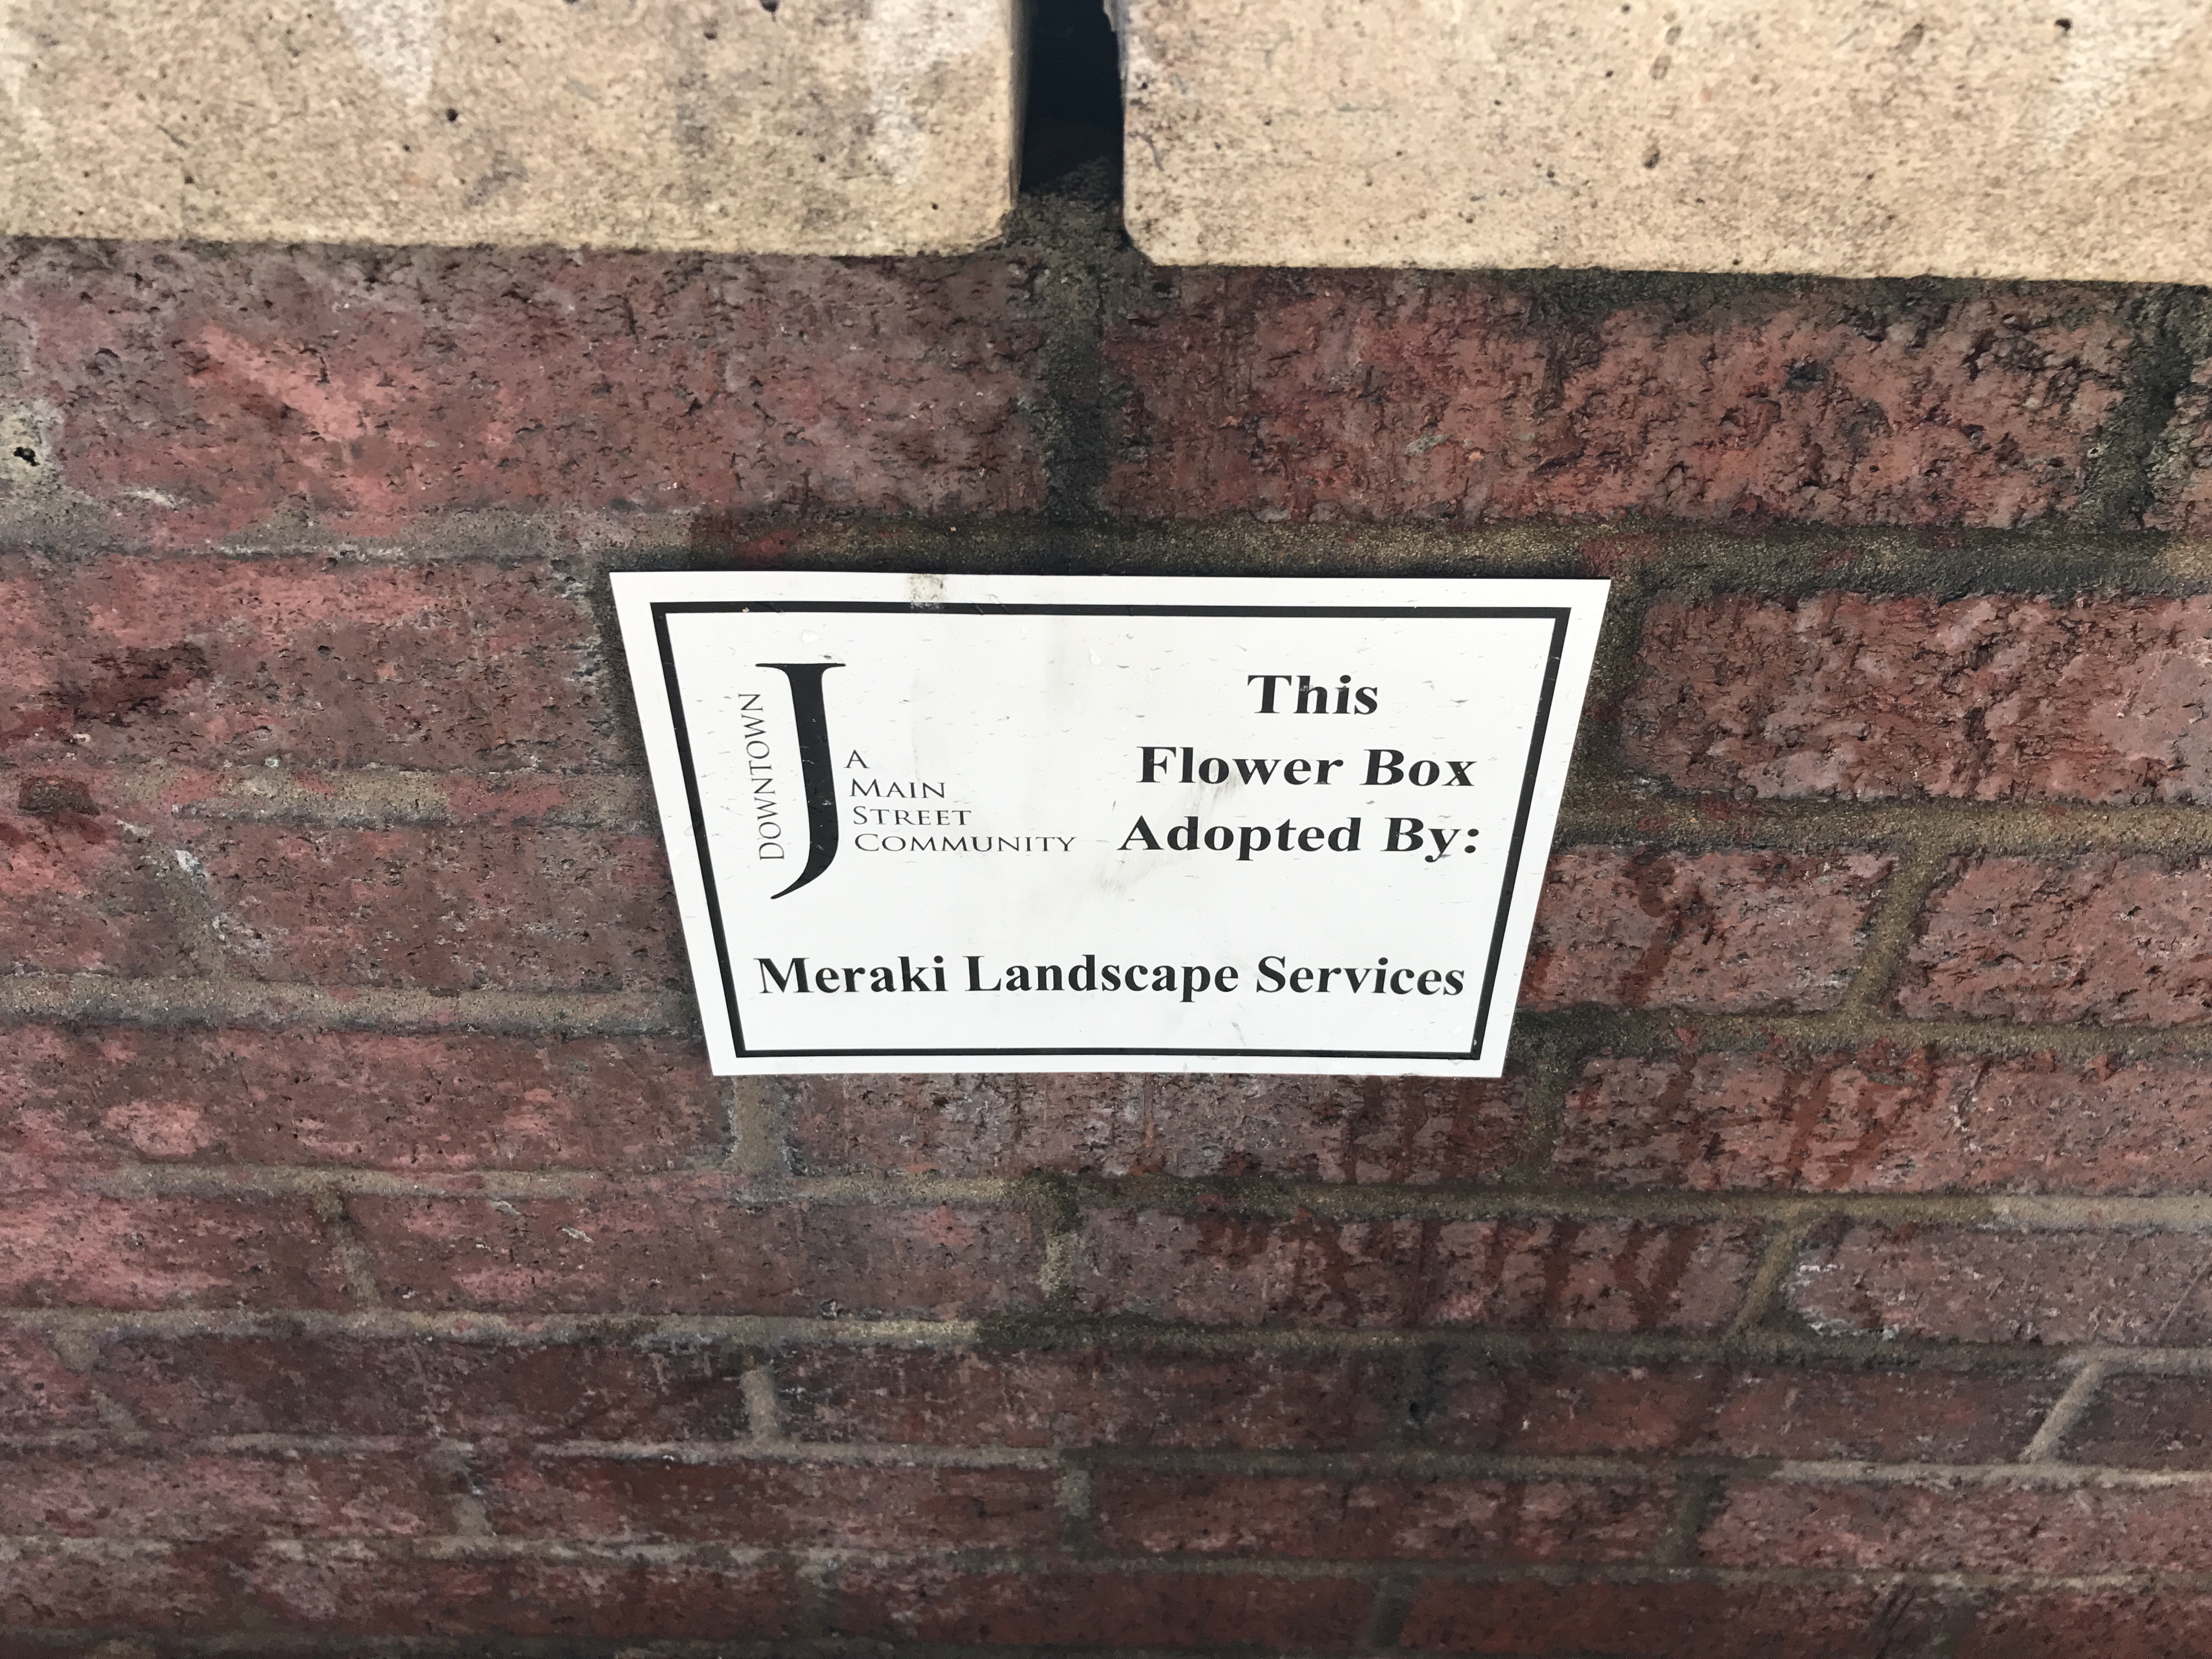 DOWNTOWN
J
A
MAIN
STREET
COMMUNITY
This
Flower Box
Adopted By:
Meraki Landscape Services